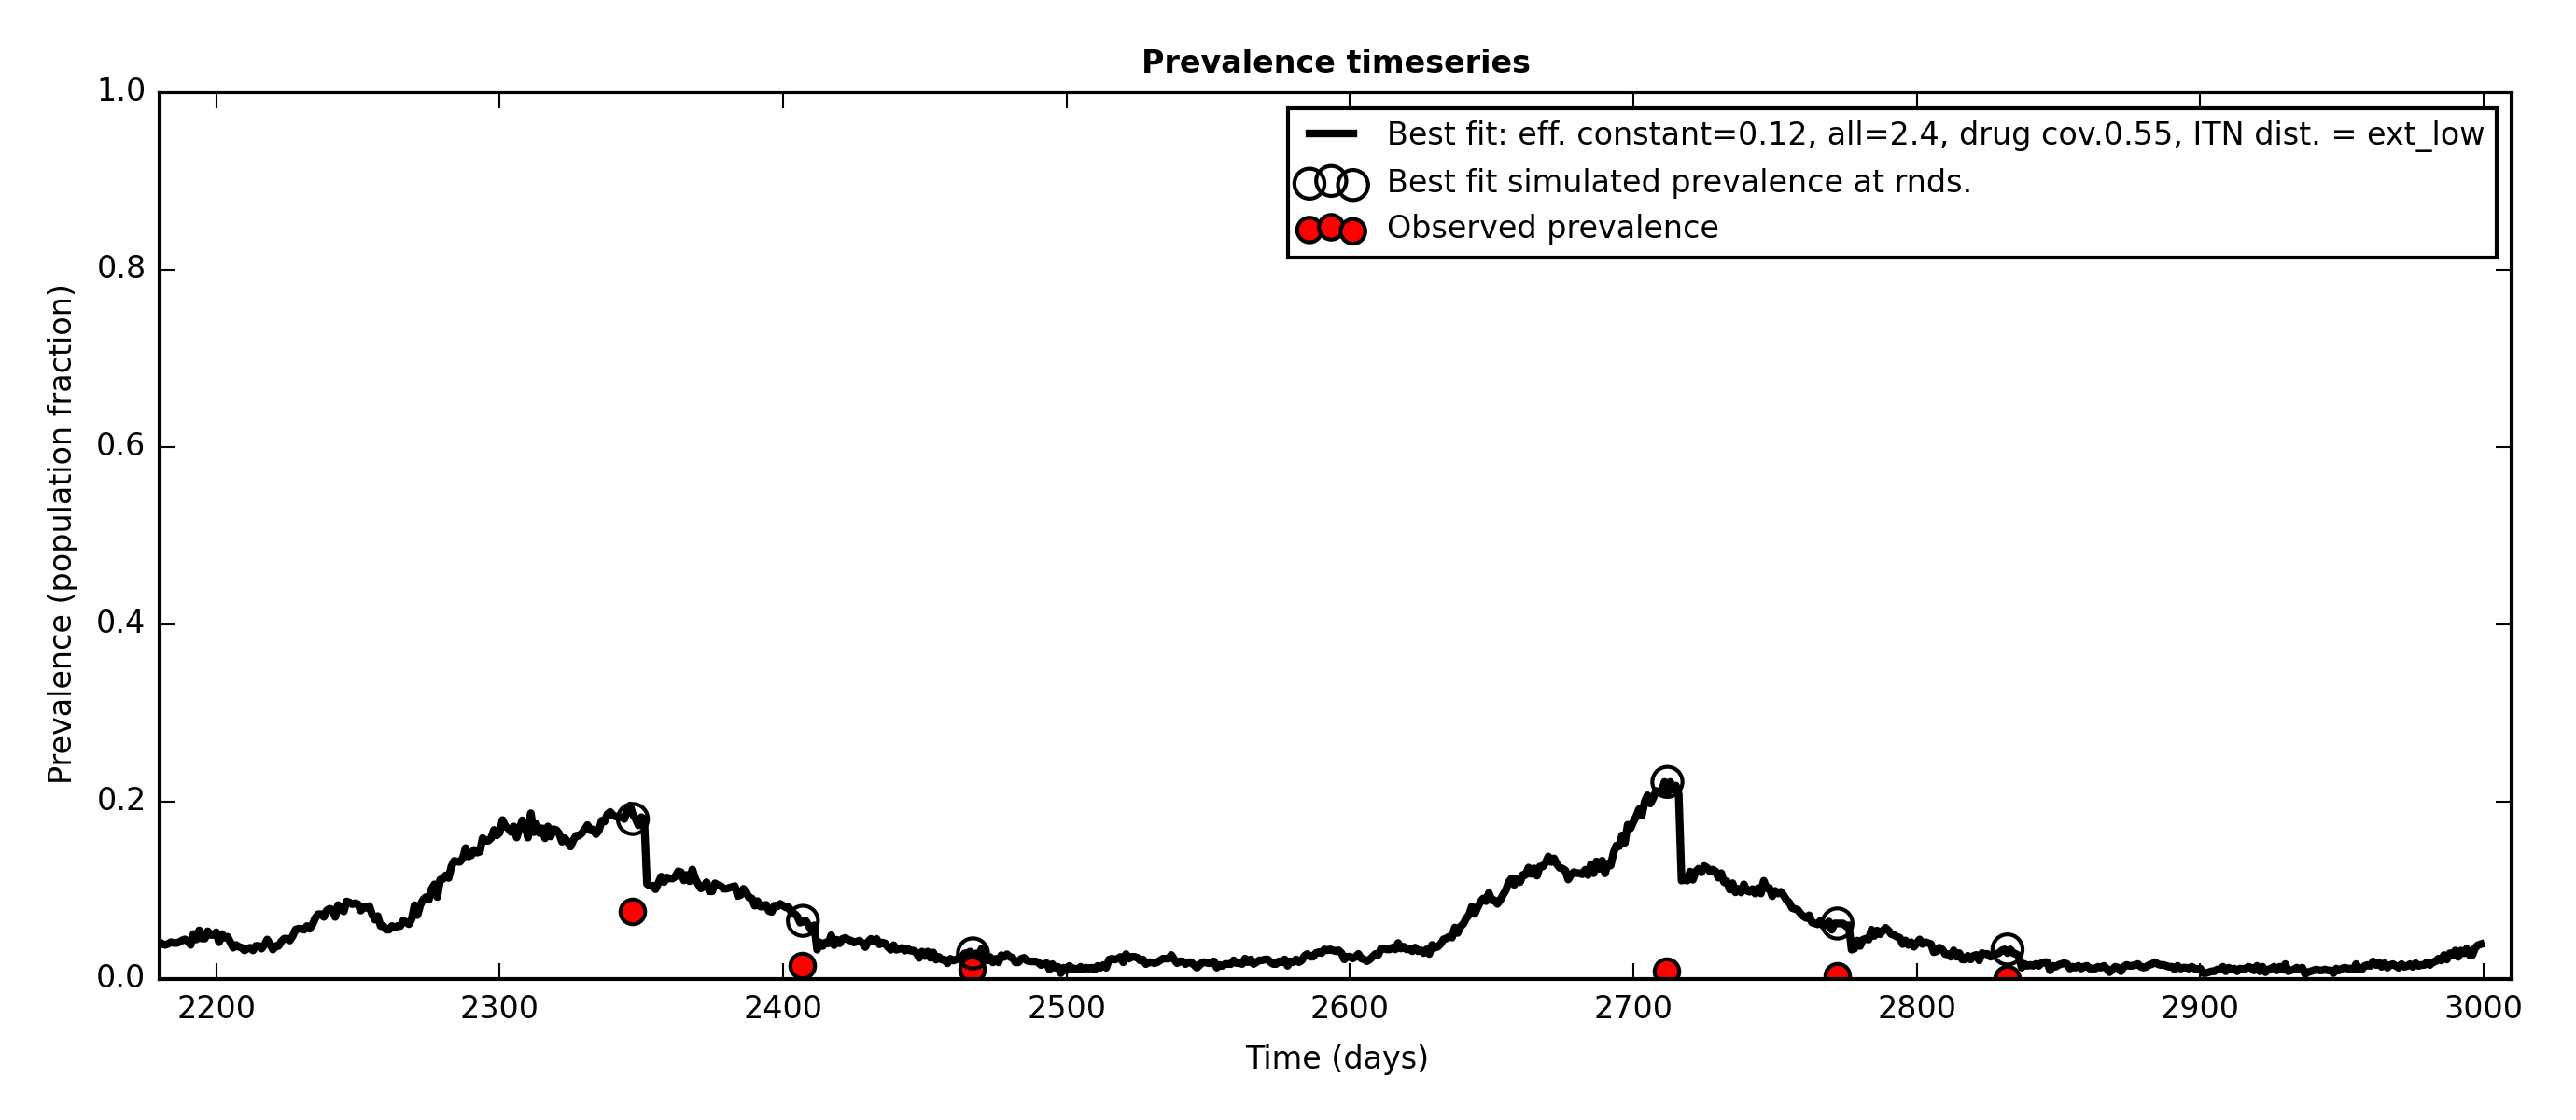 Prevalence timeseries
1.0
0.8
0.6
0.4
0.2
0.0
Prevalence (population fraction)
Best fit: eff. constant=0.12, all=2.4, drug cov.0.55, ITN dist. = ext_low
Best fit simulated prevalence at rnds.
Observed prevalence
2200 2300 2400 2500 2600 2700 2800 2900 3000
Time (days)